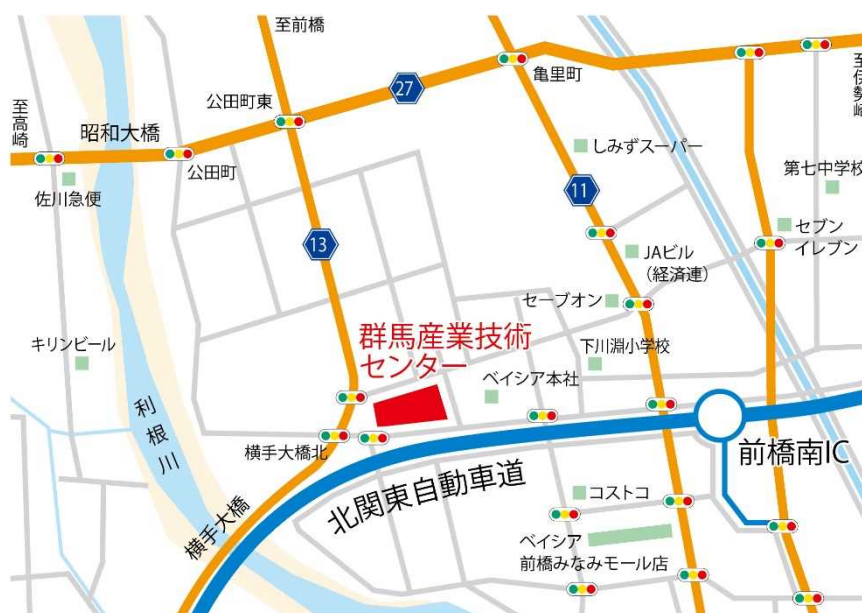 至前橋
27
亀里町
公田町東
至伊勢崎
至高崎
昭和大橋
公田町
しみずスーパー
佐川急便
11
第七中学校
13
セブン
イレブン
JAビル
(経済連)
セーブオン
群馬産業技術
センター
下川淵小学校
キリンビール
ベイシア本社
利根川
横手大橋北
前橋南IC
北関東自動車道
コストコ
横手大橋
ベイシア
前橋みなみモール店